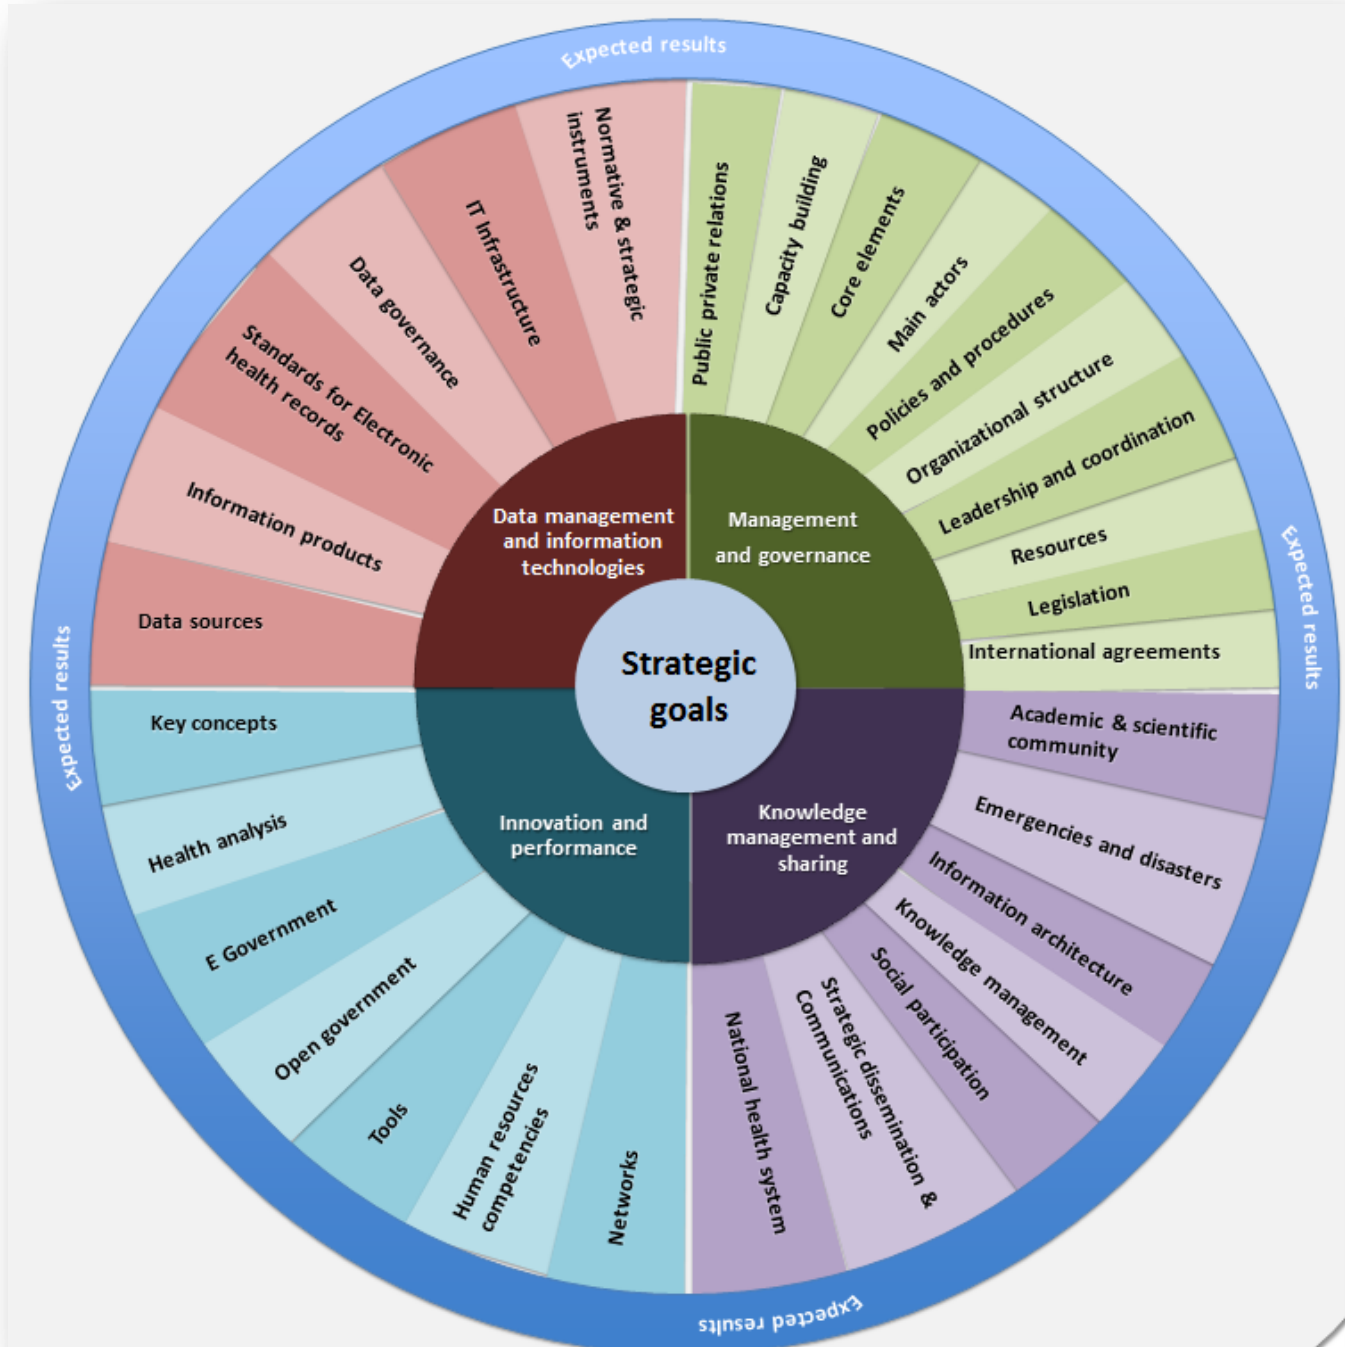 Expected results
Normative & strategic
instruments
IT Infrastructure
Data governance
Standards for Electronic
health records
Information products
Data sources
Public private relations
Capacity building
Core elements
Main actors
Policies and procedures
Organizational structure
Leadership and coordination
Resources
Legislation
International agreements
Data management
and information
technologies
Management
and governance
Strategic
goals
Innovation and
performance
Knowledge
management and
sharing
Expected results
Expected results
Key concepts
Health analysis
E Government
Open government
Tools
Human resources
competencies
Networks
Academic & scientific
community
Emergencies and disasters
Information architecture
Knowledge management
Social participation
Strategic dissemination &
Communications
National health system
Expected results